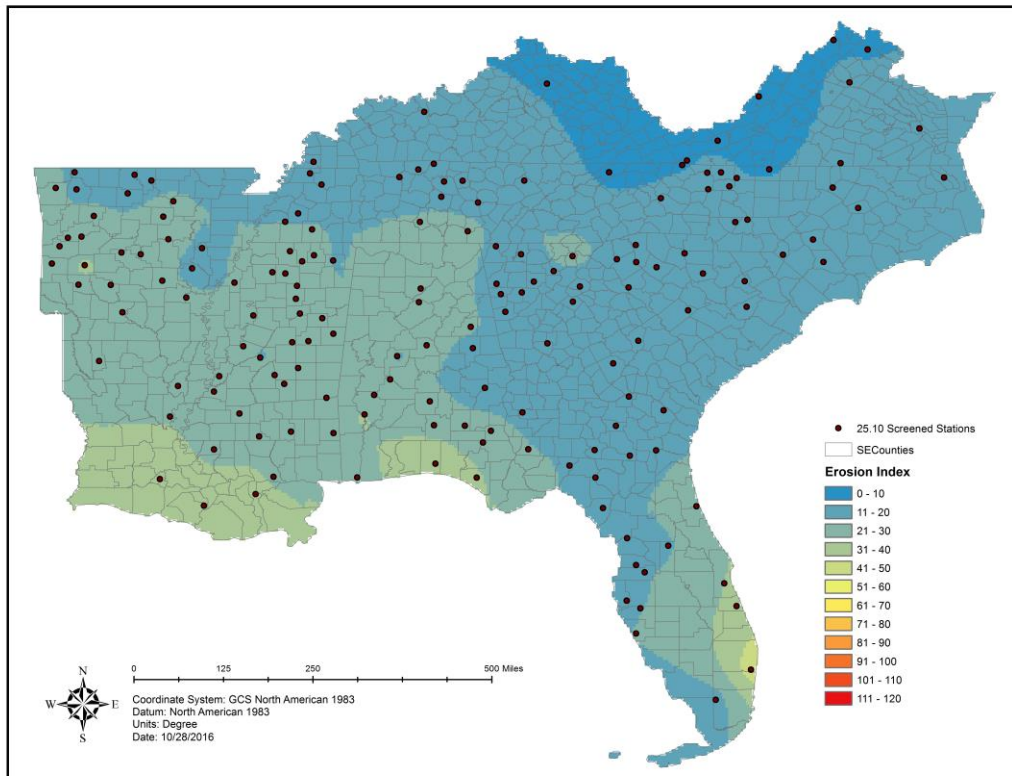 25.10 Screened Stations
SECounties
Erosion Index
0 - 10
11 - 20
21 - 30
31 - 40
41 - 50
51 - 60
61 - 70
71 - 80
81 - 90
91 - 100
101 - 110
111 - 120
0 125 250 500 Miles
N
W E
S
Coordinate System: GCS North American 1983
Datum: North American 1983
Units: Degree
Date: 10/28/2016